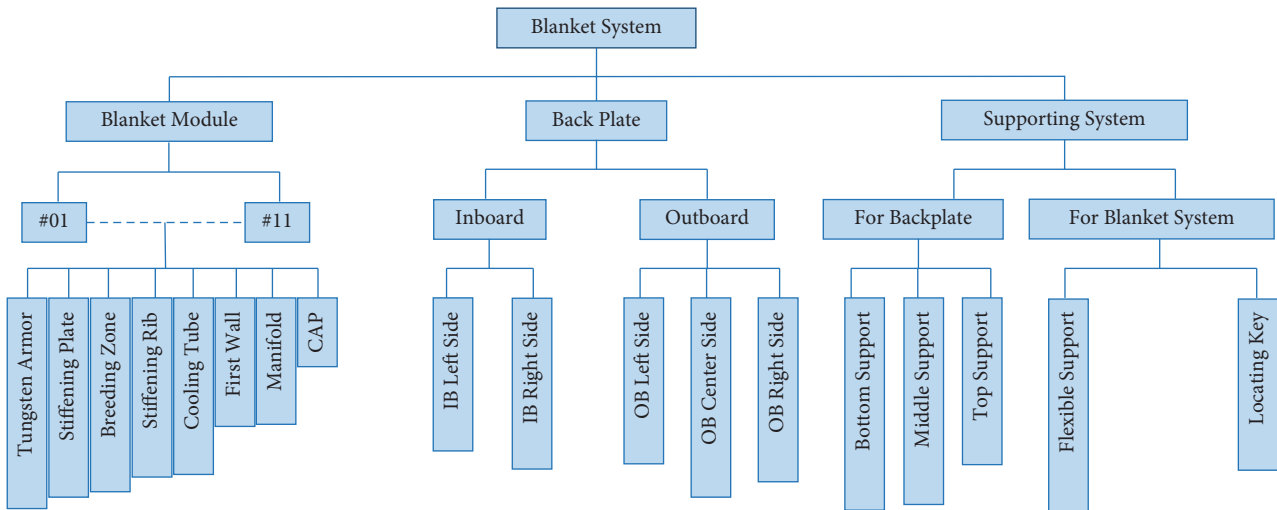 Blanket System
Blanket Module
Back Plate
Supporting System
#01
#11
Inboard
Outboard
For Backplate
For Blanket System
Tungsten Armor
Stiffening Plate
Breeding Zone
Stiffening Rib
Cooling Tube
First Wall
Manifold
CAP
IB Left Side
IB Right Side
OB Left Side
OB Center Side
OB Right Side
Bottom Support
Middle Support
Top Support
Flexible Support
Locating Key